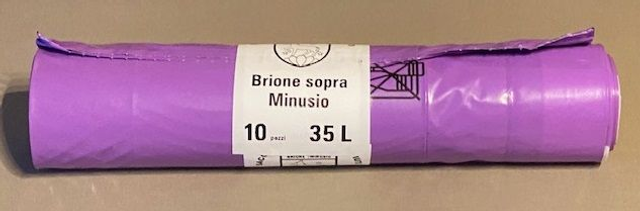 Brione sopra
Minusio
10 pezzi 35 L